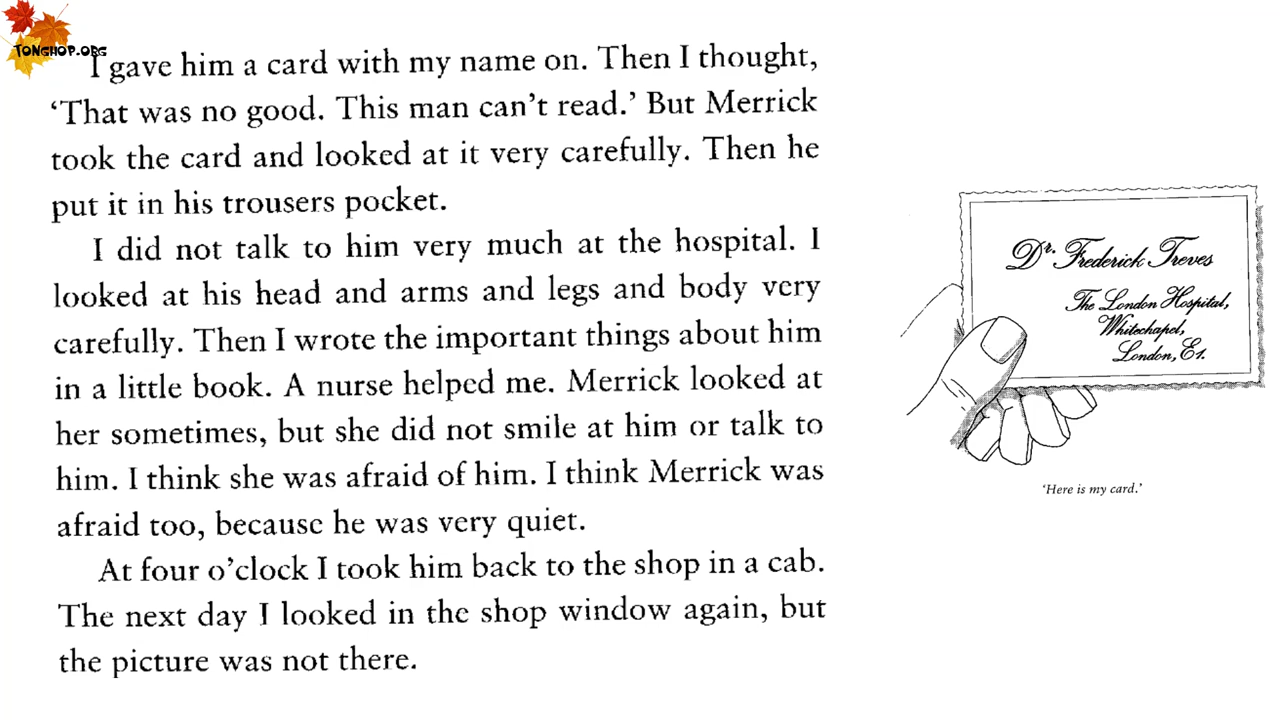 TONGHOP.ORG
I gave him a card with my name on. Then I thought,
‘That was no good. This man can’t read.’ But Merrick
took the card and looked at it very carefully. Then he
put it in his trousers pocket.
I did not talk to him very much at the hospital. I
looked at his head and arms and legs and body very
carefully. Then I wrote the important things about him
in a little book. A nurse helped me. Merrick looked at
her sometimes, but she did not smile at him or talk to
him. I think she was afraid of him. I think Merrick was
afraid too, because he was very quiet.
At four o’clock I took him back to the shop in a cab.
The next day I looked in the shop window again, but
the picture was not there.
Dr. Frederick Treves
The London Hospital,
Whitechapel,
London, E1.
‘Here is my card.’